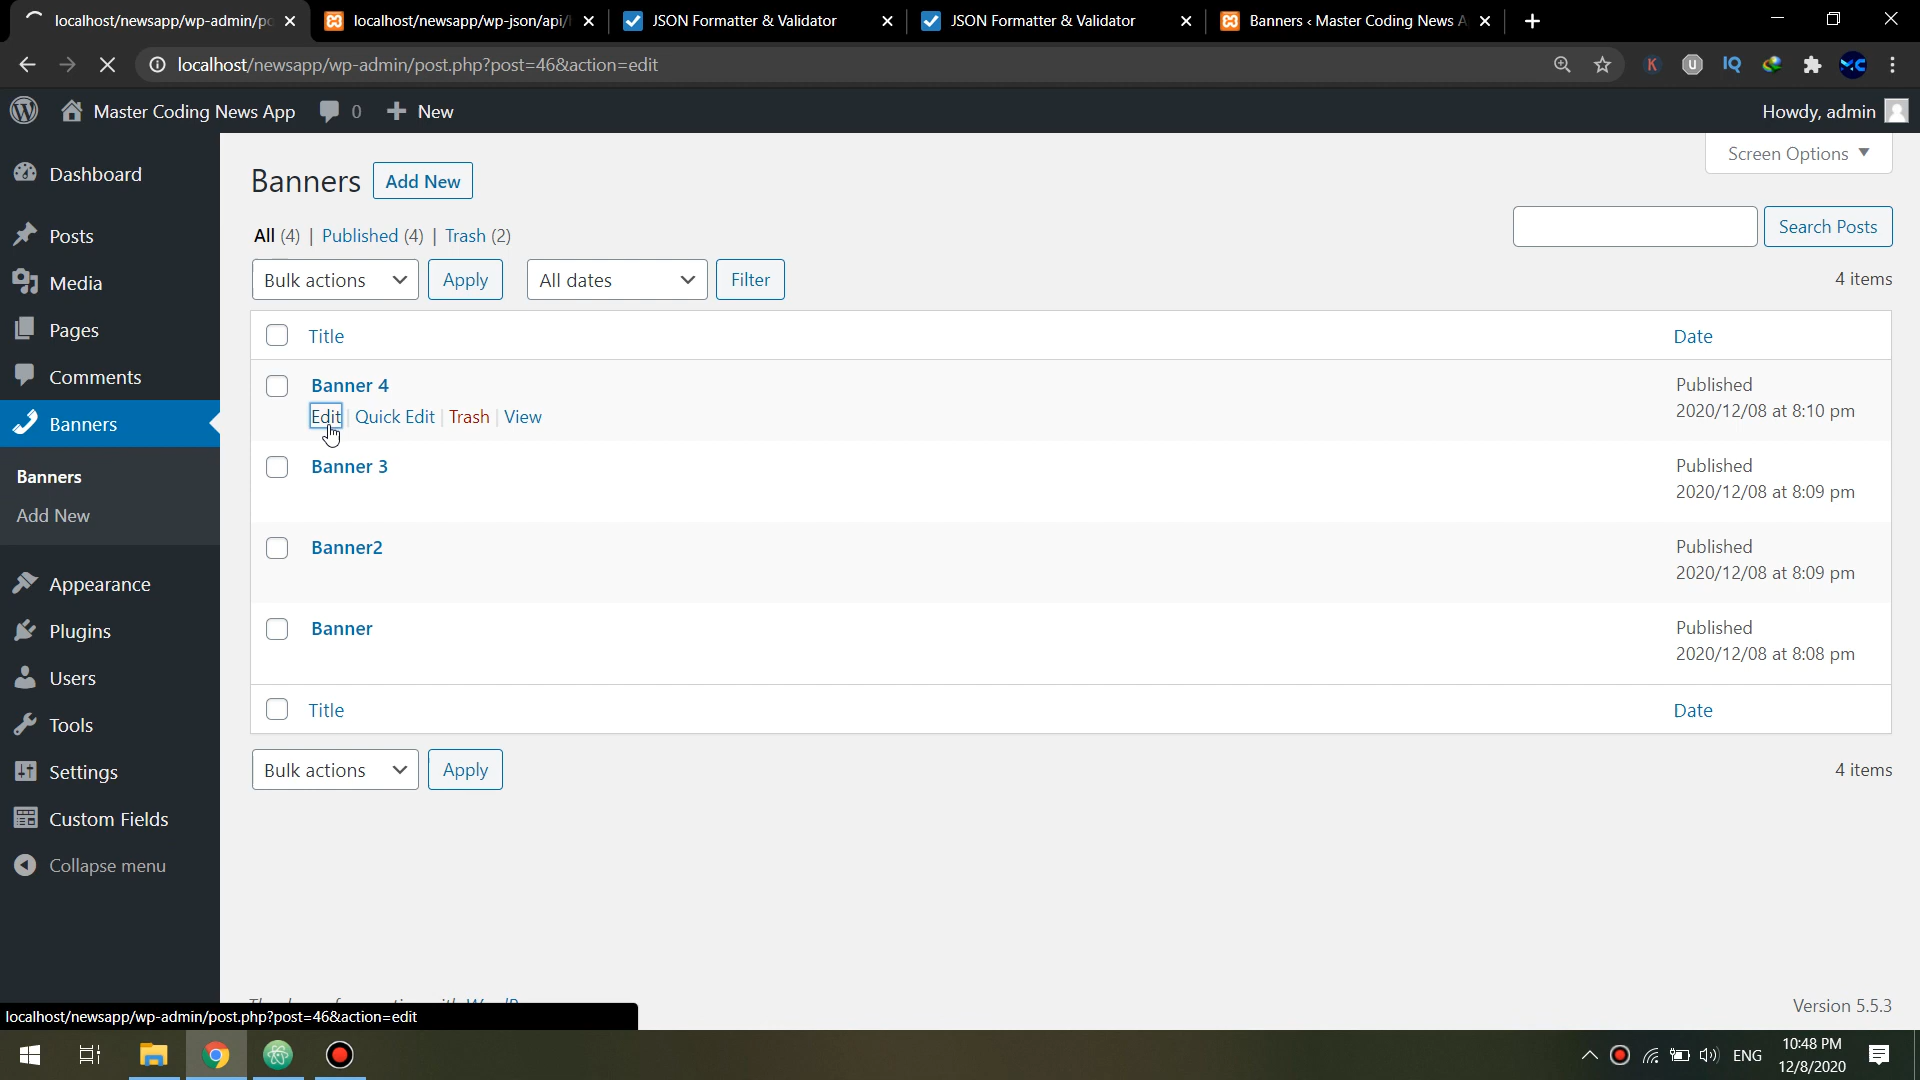 localhost/newsapp/wp-admin/po
localhost/newsapp/wp-json/api/
JSON Formatter & Validator
JSON Formatter & Validator
Banners ‹ Master Coding News A
localhost/newsapp/wp-admin/post.php?post=46&action=edit
Master Coding News App
0
New
Howdy, admin
Screen Options
Dashboard
Posts
Media
Pages
Comments
Banners
Banners
Add New
Appearance
Plugins
Users
Tools
Settings
Custom Fields
Collapse menu
Banners Add New
All (4) | Published (4) | Trash (2)
Search Posts
Bulk actions Apply All dates Filter
4 items
Title Date
Banner 4
Edit | Quick Edit | Trash | View
Published
2020/12/08 at 8:10 pm
Banner 3
Published
2020/12/08 at 8:09 pm
Banner2
Published
2020/12/08 at 8:09 pm
Banner
Published
2020/12/08 at 8:08 pm
Title Date
Bulk actions Apply
4 items
Version 5.5.3
localhost/newsapp/wp-admin/post.php?post=46&action=edit
ENG
10:48 PM
12/8/2020